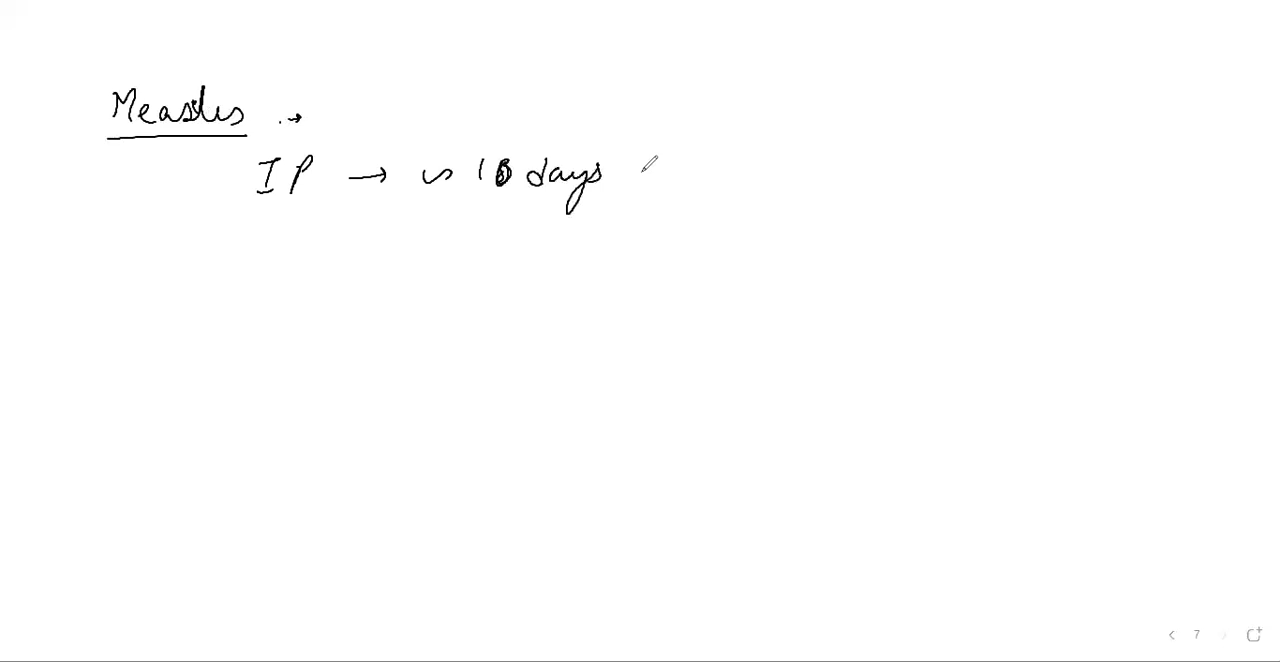 Measles →
IP → ~ 10 days
7